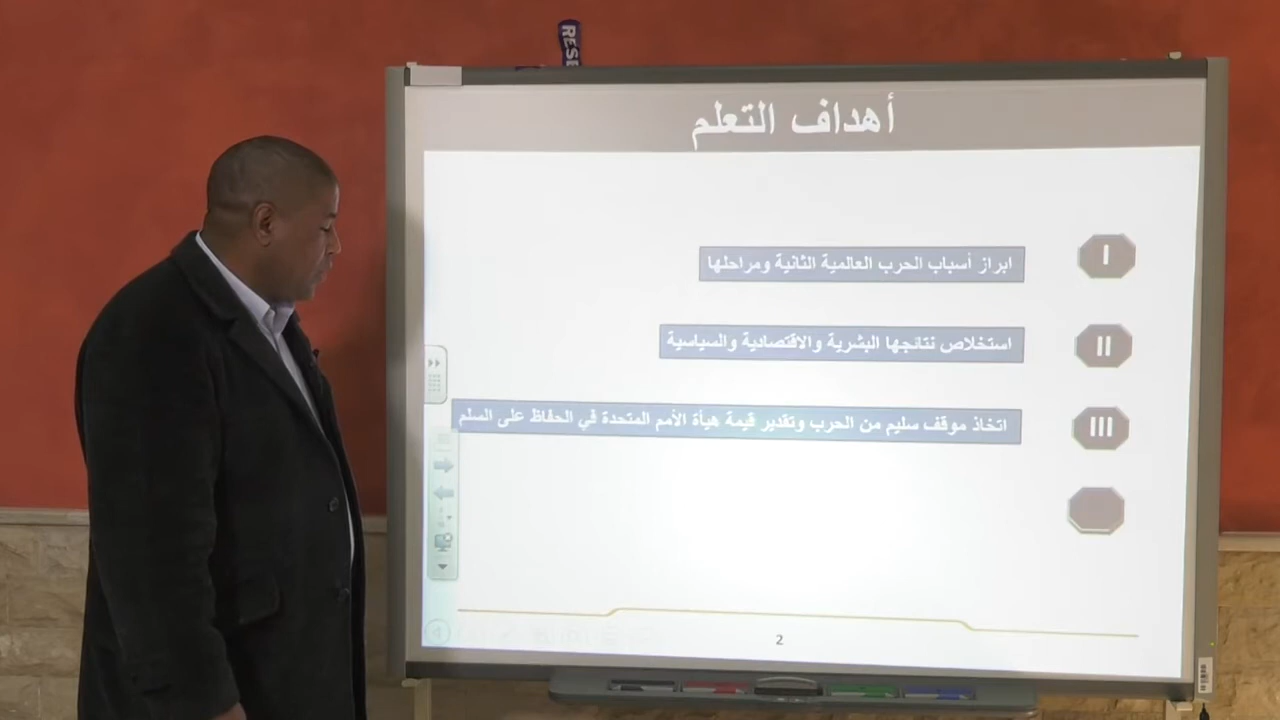 RESE
أهداف التعلم
I
ابراز أسباب الحرب العالمية الثانية ومراحلها
II
استخلاص نتائجها البشرية والاقتصادية والسياسية
III
اتخاذ موقف سليم من الحرب وتقدير قيمة هيأة الأمم المتحدة في الحفاظ على السلم
2